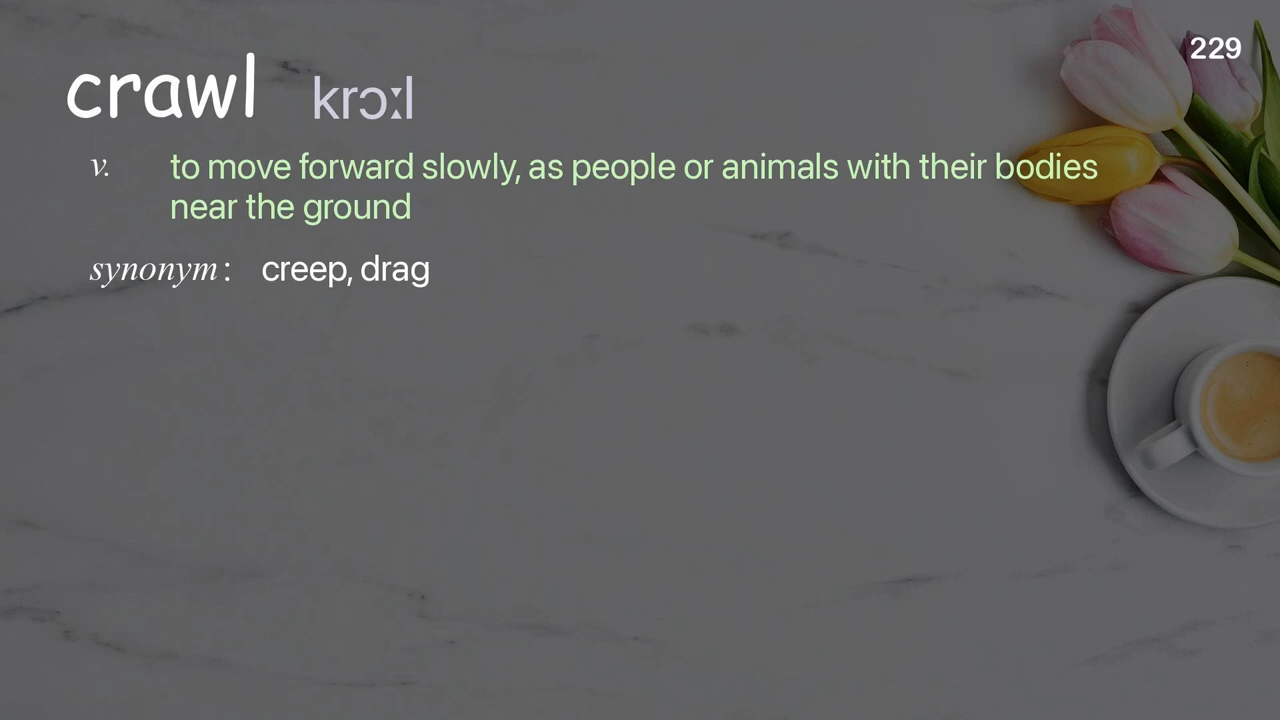 229
crawl krɔːl
v. to move forward slowly, as people or animals with their bodies
near the ground
synonym: creep, drag